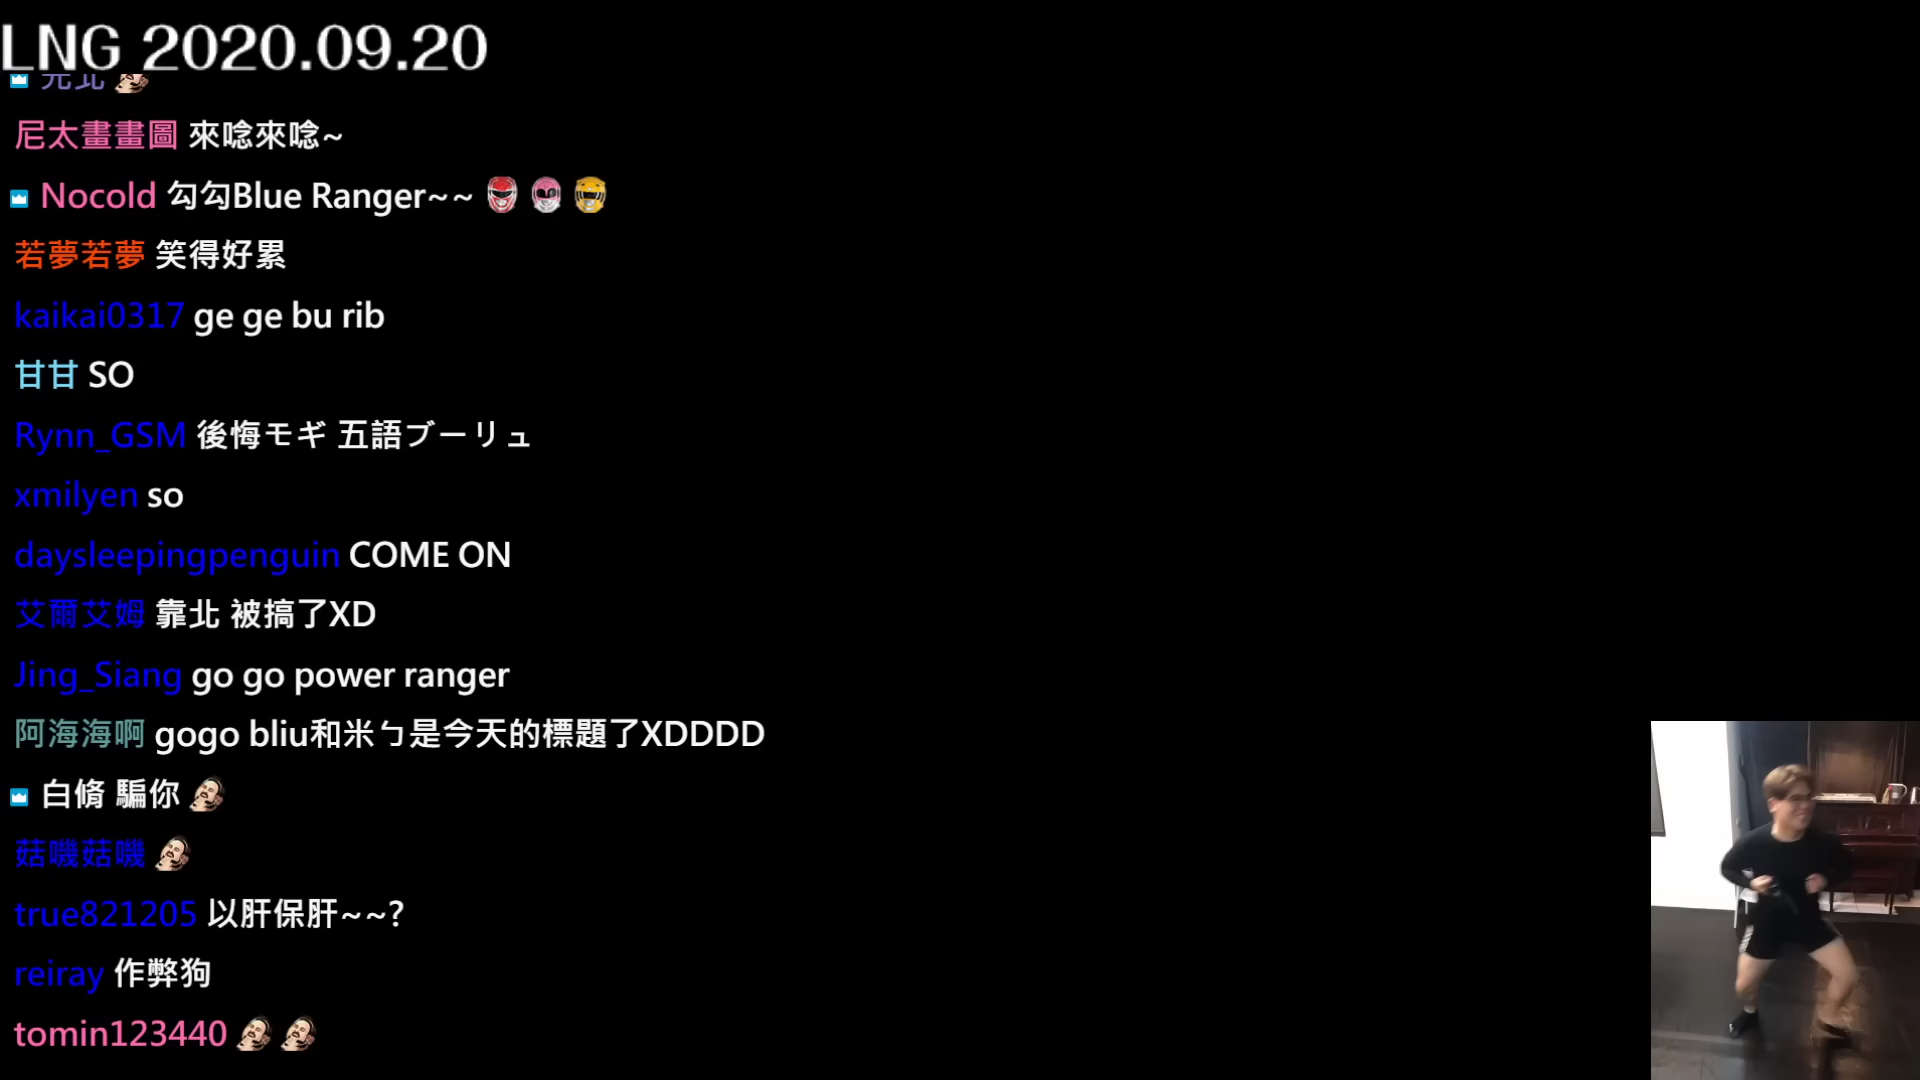 LNG 2020.09.20
尼太畫畫圖 來唸來唸~
Nocold 勾勾Blue Ranger~~
若夢若夢 笑得好累
kaikai0317 ge ge bu rib
甘甘 SO
Rynn_GSM 後悔モギ 五語ブーリュ
xmilyen so
daysleepingpenguin COME ON
艾爾艾姆 靠北 被搞了XD
Jing_Siang go go power ranger
阿海海啊 gogo bliu和米ㄅ是今天的標題了XDDDD
白脩 騙你
菇嘰菇嘰
true821205 以肝保肝~~?
reiray 作弊狗
tomin123440